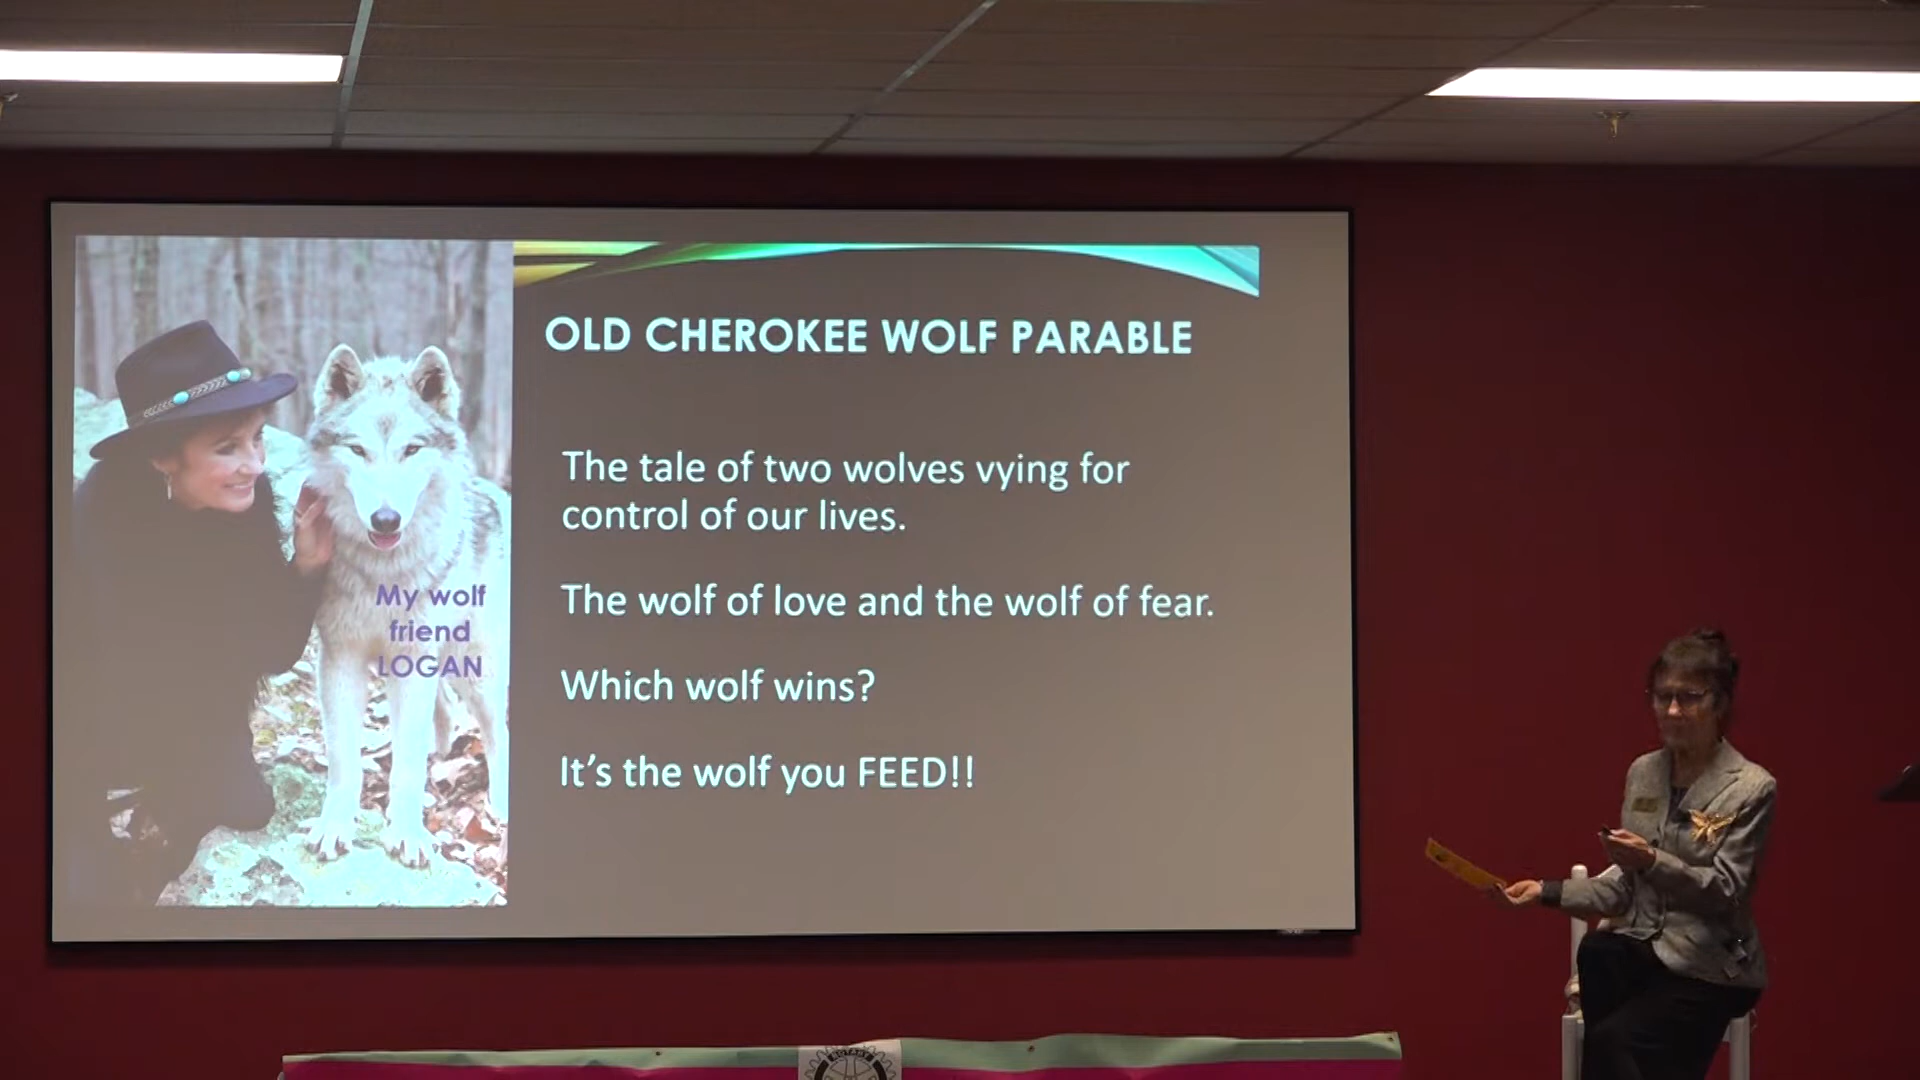 OLD CHEROKEE WOLF PARABLE
The tale of two wolves vying for
control of our lives.
The wolf of love and the wolf of fear.
Which wolf wins?
It's the wolf you FEED!!
My wolf
friend
LOGAN
ROTARY